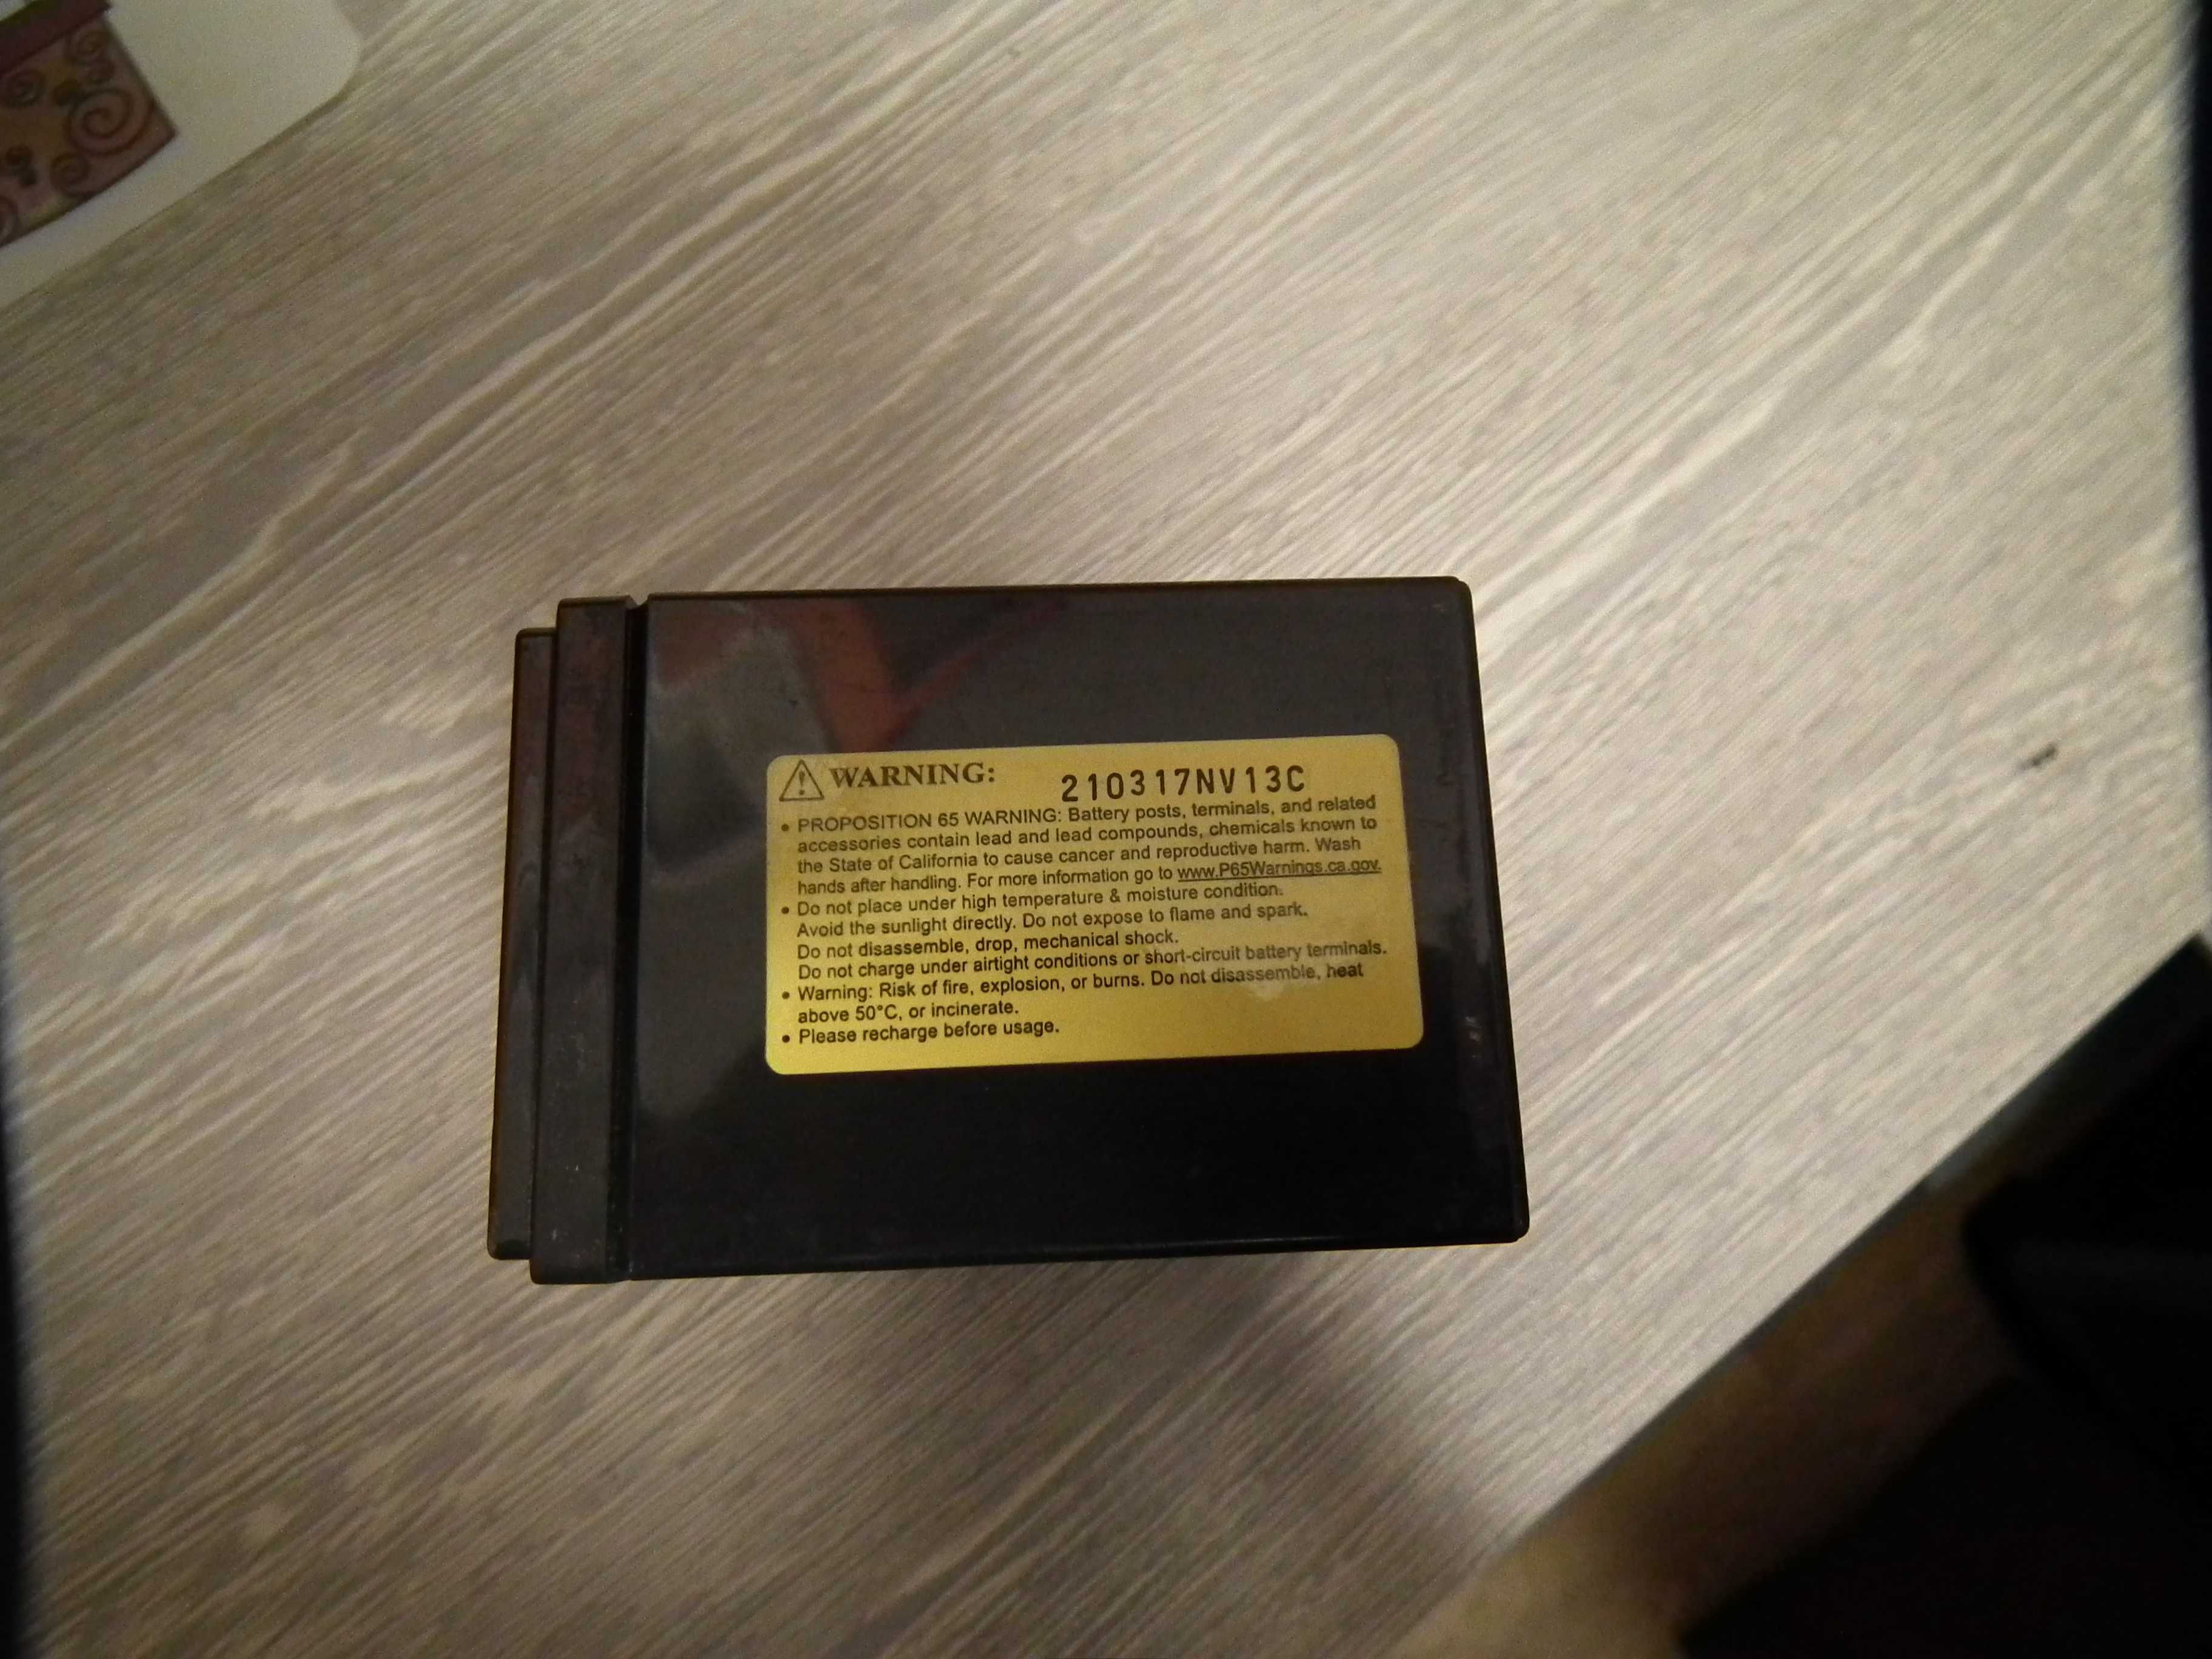 WARNING: 210317NV13C
• PROPOSITION 65 WARNING: Battery posts, terminals, and related
accessories contain lead and lead compounds, chemicals known to
the State of California to cause cancer and reproductive harm. Wash
hands after handling. For more information go to www.P65Warnings.ca.gov.
• Do not place under high temperature & moisture condition.
Avoid the sunlight directly. Do not expose to flame and spark.
Do not disassemble, drop, mechanical shock.
Do not charge under airtight conditions or short-circuit battery terminals.
• Warning: Risk of fire, explosion, or burns. Do not disassemble, heat
above 50°C, or incinerate.
• Please recharge before usage.